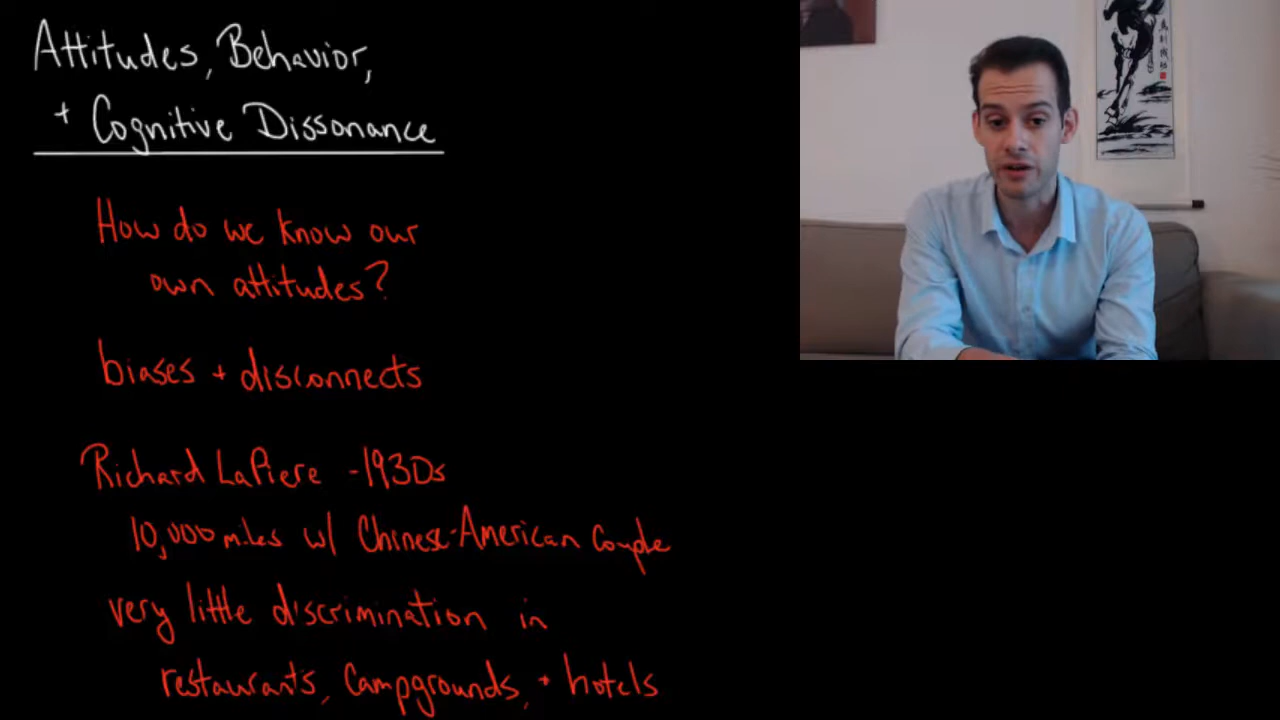 Attitudes, Behavior,
+ Cognitive Dissonance
How do we know our
own attitudes?
biases + disconnects
Richard LaPiere - 1930s
10,000 miles w/ Chinese-American Couple
very little discrimination in
restaurants, campgrounds, + hotels